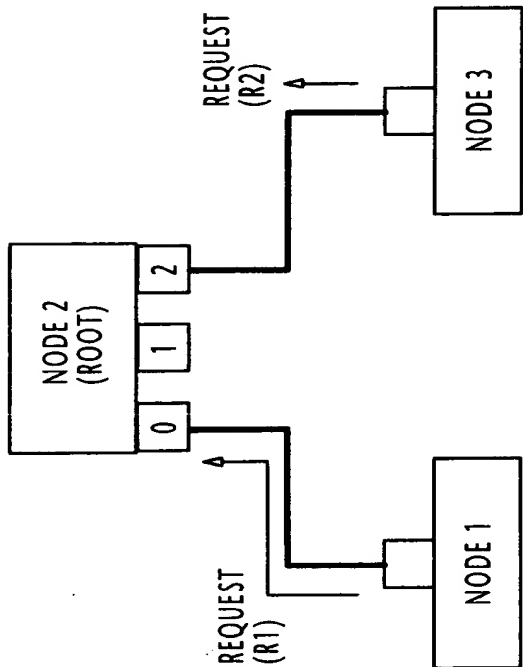 NODE 2
(ROOT)
0
1
2
REQUEST
(R1)
REQUEST
(R2)
NODE 1
NODE 3